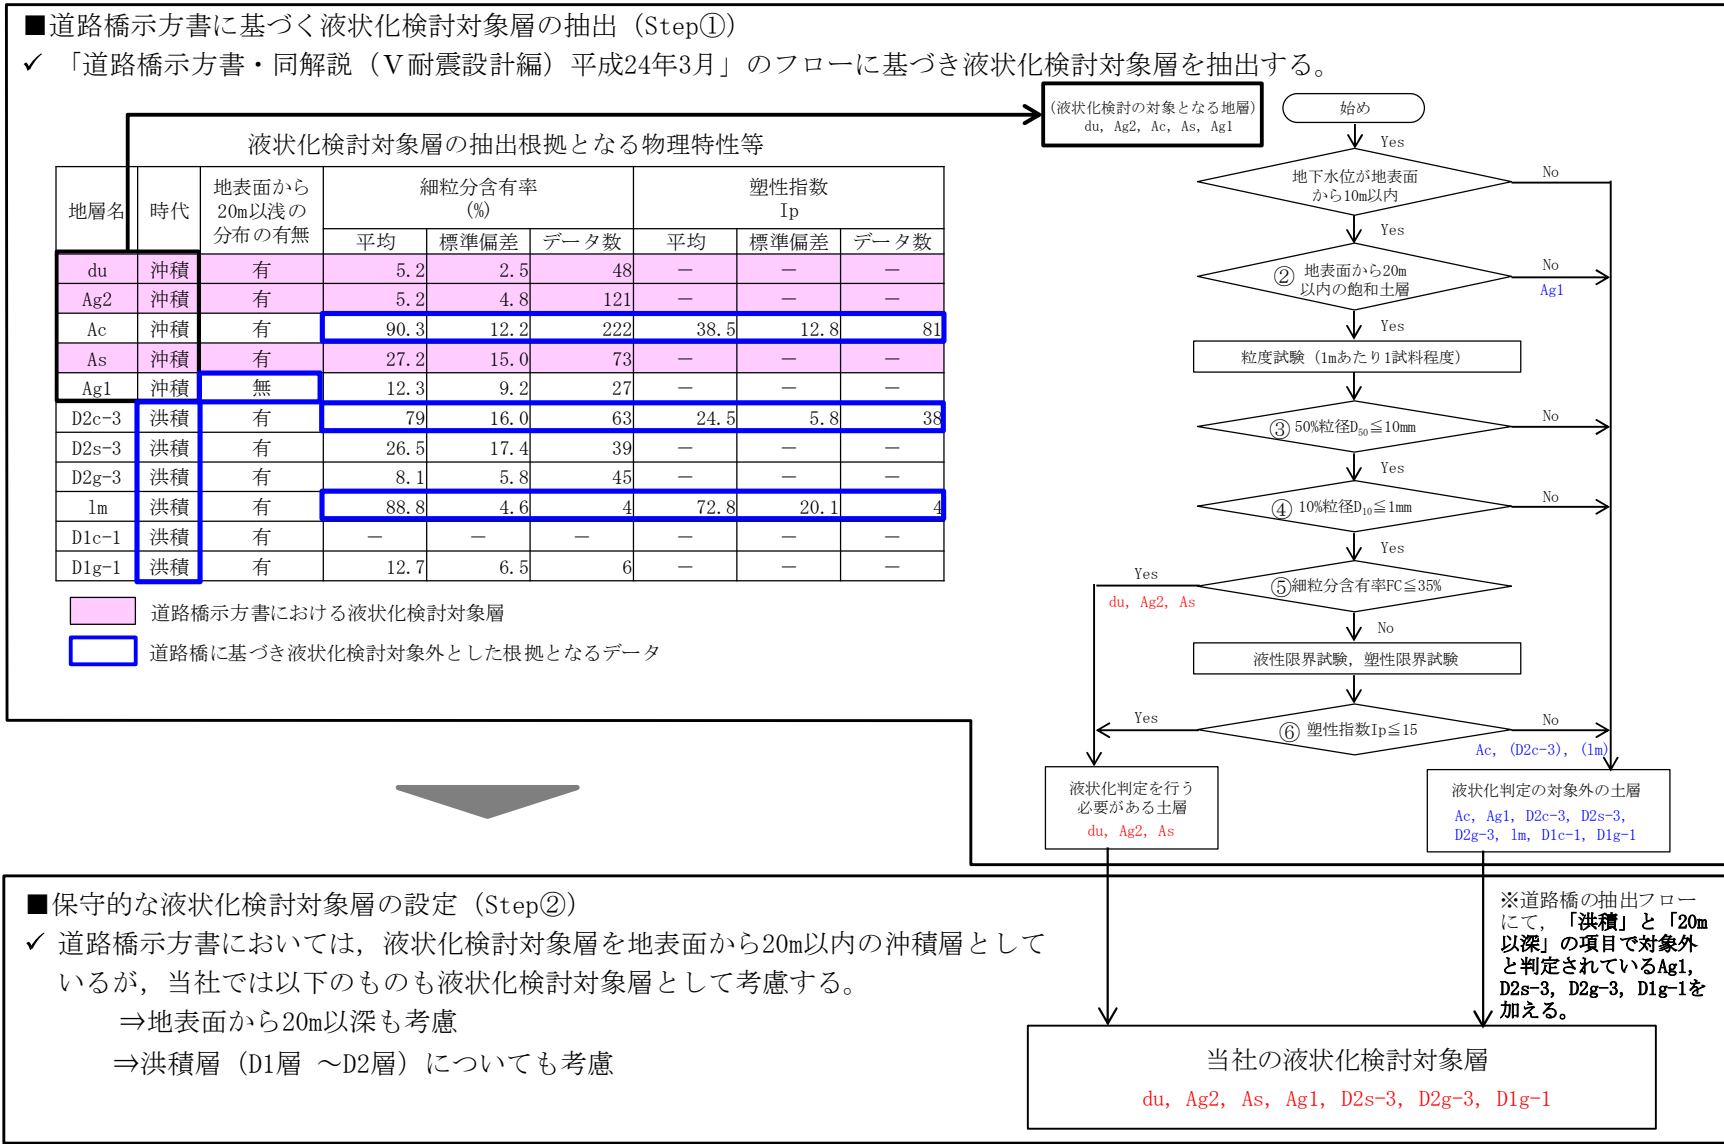 ■道路橋示方書に基づく液状化検討対象層の抽出（Step①）
✓ 「道路橋示方書・同解説（Ⅴ耐震設計編）平成24年3月」のフローに基づき液状化検討対象層を抽出する。
液状化検討対象層の抽出根拠となる物理特性等
地層名 時代 地表面から 細粒分含有率 塑性指数
20m以浅の (%) Ip
分布の有無
平均 標準偏差 データ数 平均 標準偏差 データ数
du 沖積 有 5.2 2.5 48 － － －
Ag2 沖積 有 5.2 4.8 121 － － －
Ac 沖積 有 90.3 12.2 222 38.5 12.8 81
As 沖積 有 27.2 15.0 73 － － －
Ag1 沖積 無 12.3 9.2 27 － － －
D2c-3 洪積 有 79 16.0 63 24.5 5.8 38
D2s-3 洪積 有 26.5 17.4 39 － － －
D2g-3 洪積 有 8.1 5.8 45 － － －
lm 洪積 有 88.8 4.6 4 72.8 20.1 4
D1c-1 洪積 有 － － － － － －
D1g-1 洪積 有 12.7 6.5 6 － － －
道路橋示方書における液状化検討対象層
道路橋に基づき液状化検討対象外とした根拠となるデータ
(液状化検討の対象となる地層)
du, Ag2, Ac, As, Ag1
始め
Yes
地下水位が地表面
から10m以内
No
Yes
② 地表面から20m
以内の飽和土層
No
Ag1
Yes
粒度試験（1mあたり1試料程度）
③ 50%粒径D50≦10mm
No
Yes
④ 10%粒径D10≦1mm
No
Yes
⑤細粒分含有率FC≦35%
Yes
du, Ag2, As
No
液性限界試験，塑性限界試験
⑥ 塑性指数Ip≦15
Yes
No
Ac, (D2c-3), (lm)
液状化判定を行う
必要がある土層
du, Ag2, As
液状化判定の対象外の土層
Ac, Ag1, D2c-3, D2s-3,
D2g-3, lm, D1c-1, D1g-1
■保守的な液状化検討対象層の設定（Step②）
✓ 道路橋示方書においては，液状化検討対象層を地表面から20m以内の沖積層として
いるが，当社では以下のものも液状化検討対象層として考慮する。
⇒地表面から20m以深も考慮
⇒洪積層（D1層 ～D2層）についても考慮
※道路橋の抽出フロー
にて，「洪積」と「20m
以深」の項目で対象外
と判定されているAg1,
D2s-3, D2g-3, D1g-1を
加える。
当社の液状化検討対象層
du, Ag2, As, Ag1, D2s-3, D2g-3, D1g-1